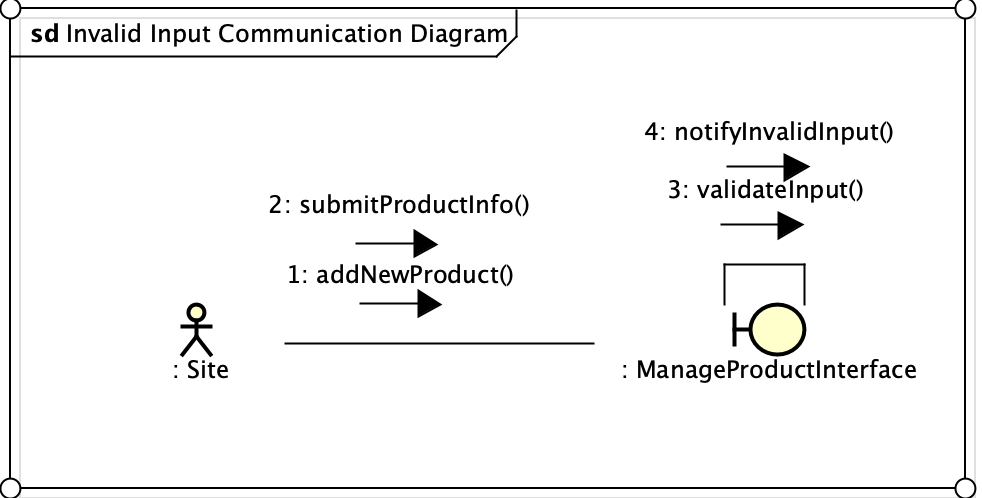 sd Invalid Input Communication Diagram
4: notifyInvalidInput()
3: validateInput()
2: submitProductInfo()
1: addNewProduct()
: Site
: ManageProductInterface